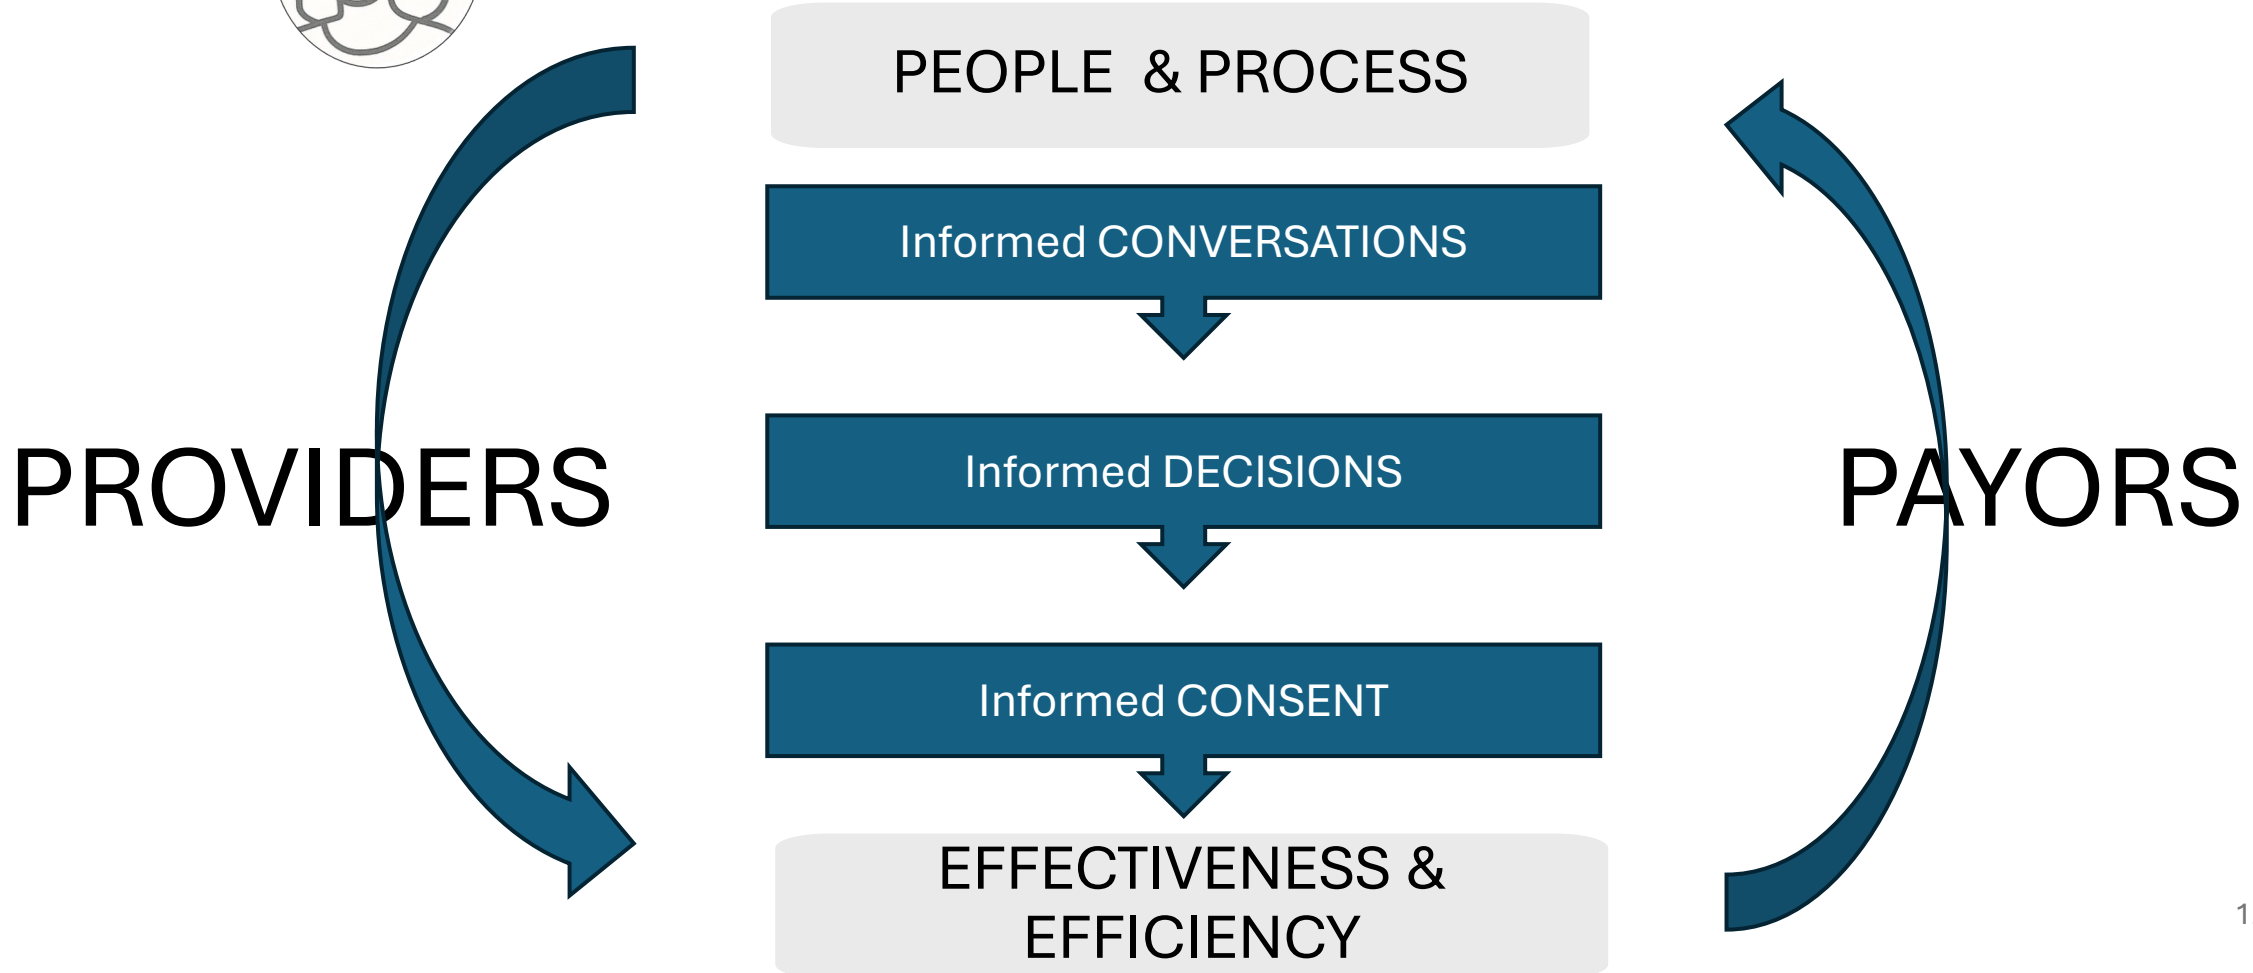 PEOPLE & PROCESS
Informed CONVERSATIONS
PROVIDERS
Informed DECISIONS
PAYORS
Informed CONSENT
EFFECTIVENESS &
EFFICIENCY
1